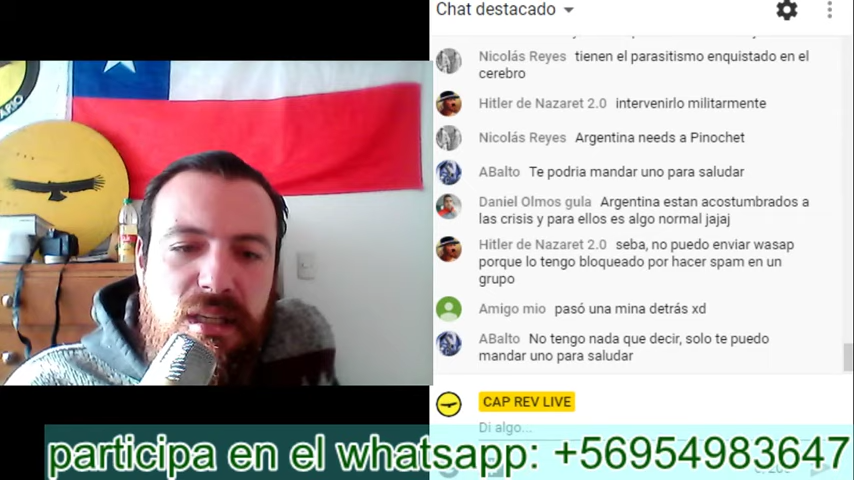 Chat destacado
AFIO
Nicolás Reyes tienen el parasitismo enquistado en el
cerebro
Hitler de Nazaret 2.0 intervenirlo militarmente
Nicolás Reyes Argentina needs a Pinochet
ABalto Te podria mandar uno para saludar
Daniel Olmos gula Argentina estan acostumbrados a
las crisis y para ellos es algo normal jajaj
Hitler de Nazaret 2.0 seba, no puedo enviar wasap
porque lo tengo bloqueado por hacer spam en un
grupo
Amigo mio pasó una mina detrás xd
ABalto No tengo nada que decir, solo te puedo
mandar uno para saludar
CAP REV LIVE
Di algo...
participa en el whatsapp: +56954983647